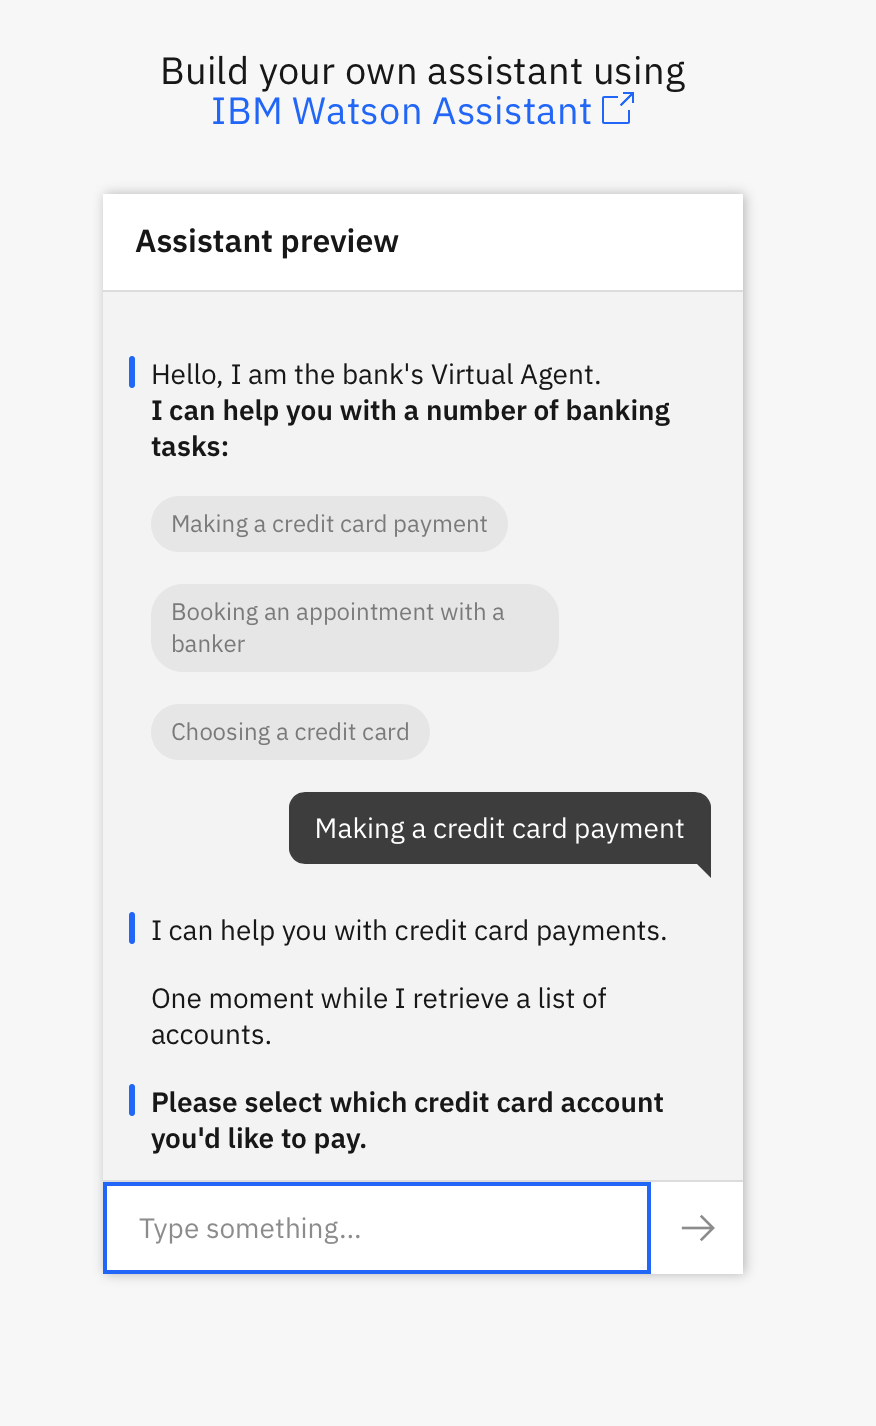 Build your own assistant using
IBM Watson Assistant
Assistant preview
Hello, I am the bank's Virtual Agent.
I can help you with a number of banking
tasks:
Making a credit card payment
Booking an appointment with a
banker
Choosing a credit card
Making a credit card payment
I can help you with credit card payments.
One moment while I retrieve a list of
accounts.
Please select which credit card account
you'd like to pay.
Type something...